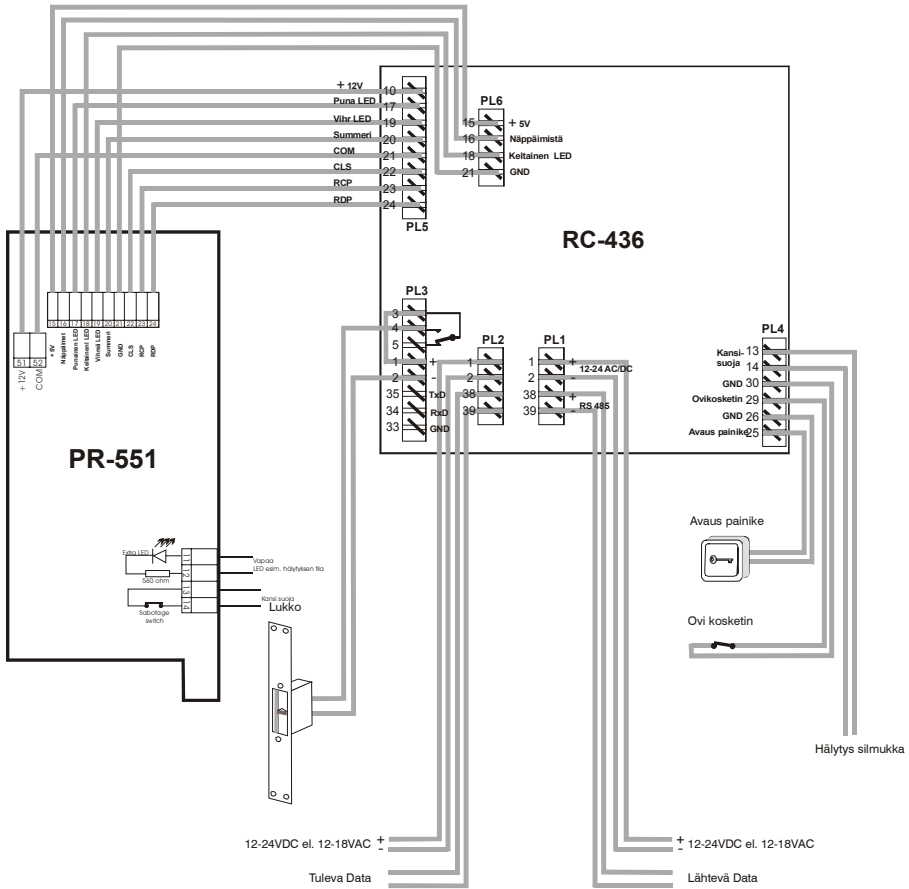 + 12V
10
Puna LED
17
Vihr LED
19
Summeri
20
COM
21
CLS
22
RCP
23
RDP
24
PL5
PL6
15
+ 5V
16
Näppäimistä
18
Keltainen LED
21
GND
RC-436
15 16 17 18 19 20 21 22 23 24
+ 5V
Näppäimet
Punainen LED
Keltaneni LED
Vihreä LED
Summeri
GND
CLS
RCP
RDP
51 52
+ 12V
COM
PR-551
PL3
3
4
5
1 +
2 -
35 TxD
34 RxD
33 GND
PL2
1
2
38
39
PL1
1 +
12-24 AC/DC
2 -
38 +
RS 485
39 -
PL4
Kansi-
suoja
13
14
GND 30
Ovikosketin 29
GND 26
Avaus painike 25
Extra LED
560 ohm
11
12
13
14
Sabotage
switch
Vapaa
LED esim. hälytyksen tila
Kansi suoja
Lukko
Avaus painike
Ovi kosketin
Hälytys silmukka
12-24VDC el. 12-18VAC + -
Tuleva Data
+ - 12-24VDC el. 12-18VAC
Lähtevä Data